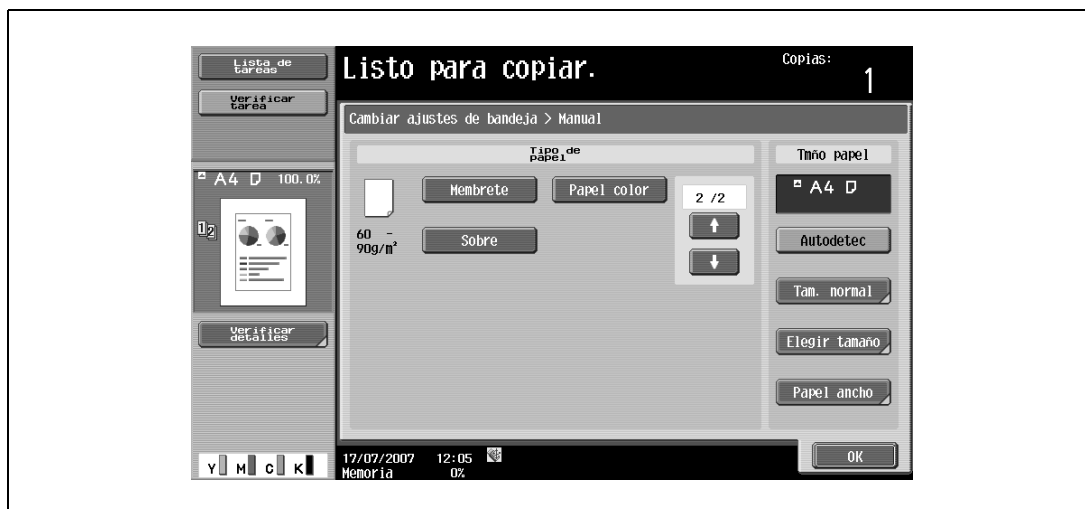 Lista de
tareas
Verificar
tarea
A4 100.0%
12
Verificar
detalles
Y M C K
Listo para copiar.
Copias:
1
Cambiar ajustes de bandeja > Manual
Tipo de
papel
60 -
90g/m²
Membrete
Papel color
Sobre
2 /2
Tmño papel
A4
Autodetec
Tam. normal
Elegir tamaño
Papel ancho
17/07/2007 12:05
Memoria 0%
OK